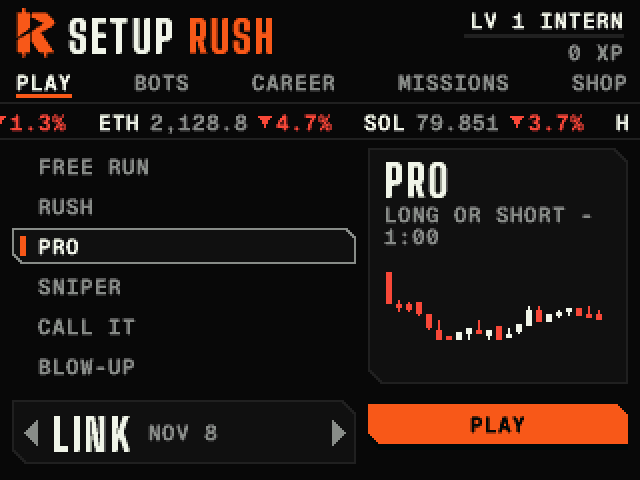 SETUP RUSH
LV 1 INTERN
0 XP
PLAY BOTS CAREER MISSIONS SHOP
▼1.3% ETH 2,128.8 ▼4.7% SOL 79.851 ▼3.7% H
FREE RUN
RUSH
PRO
SNIPER
CALL IT
BLOW-UP
LINK NOV 8
PRO
LONG OR SHORT -
1:00
PLAY